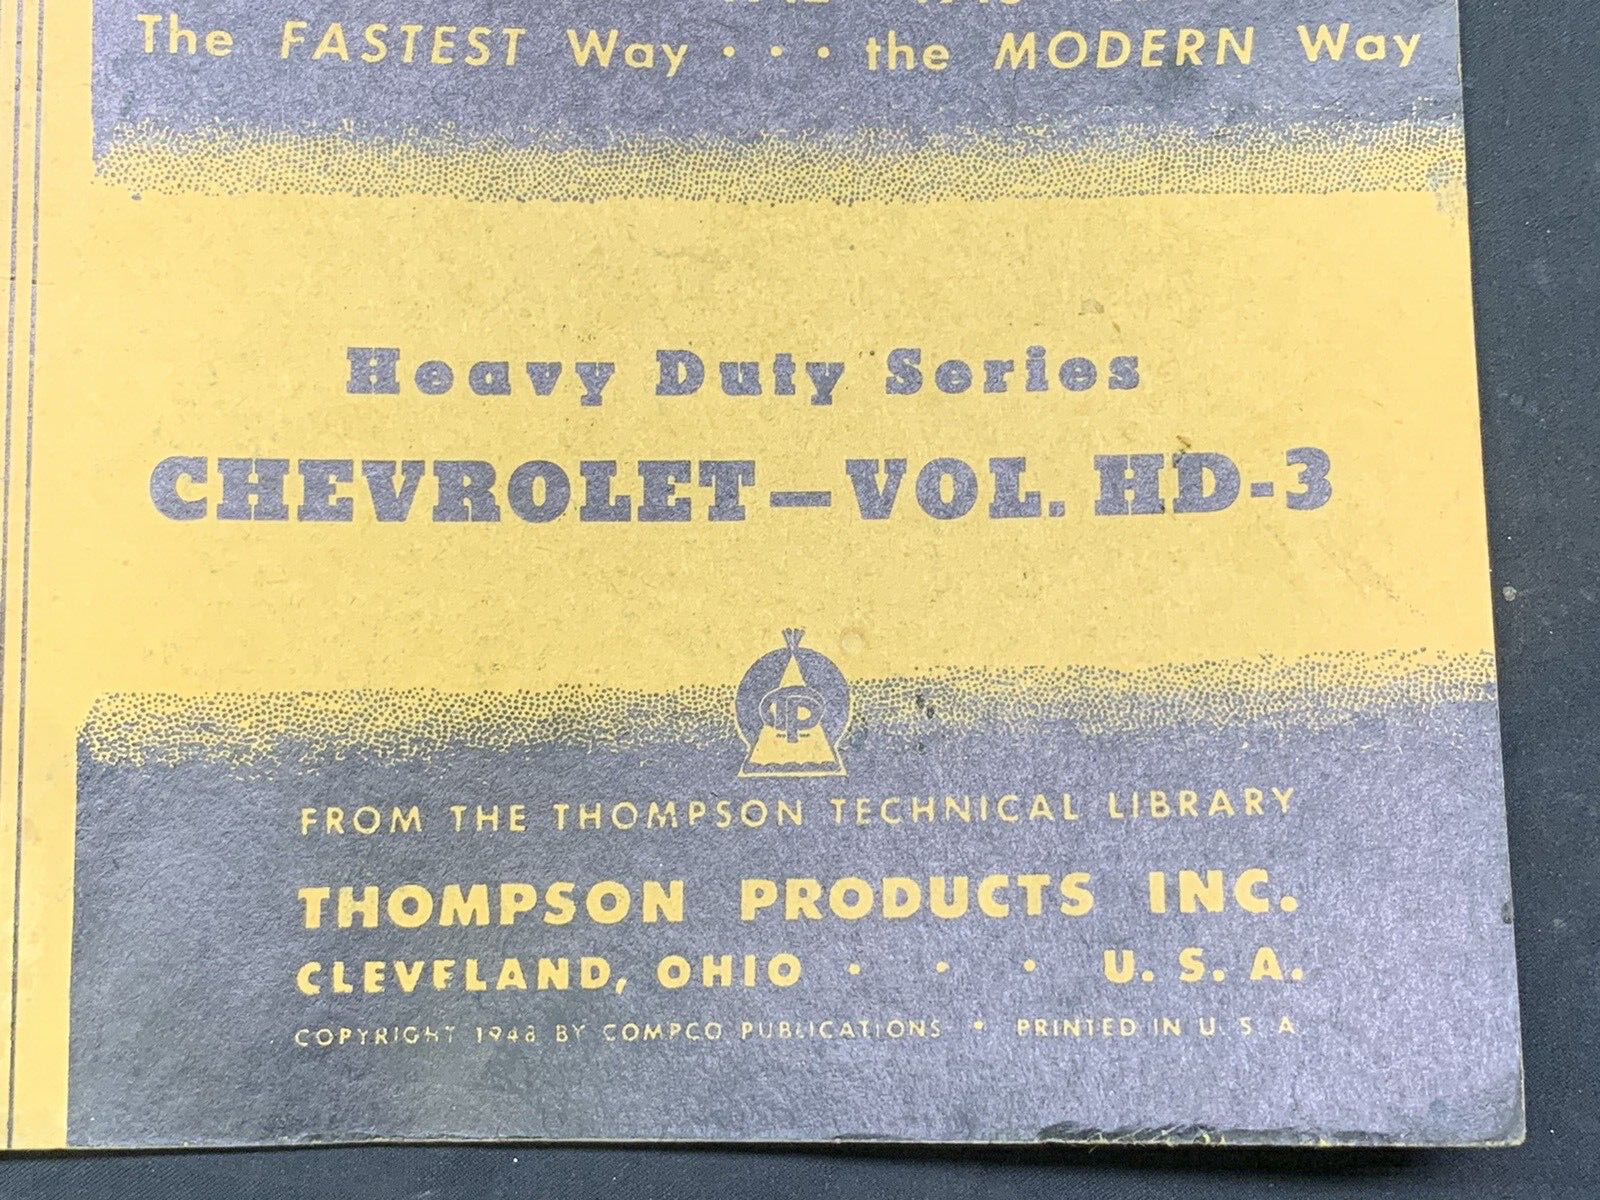 The FASTEST Way . . . the MODERN Way
Heavy Duty Series
CHEVROLET—VOL. HD-3
TP
FROM THE THOMPSON TECHNICAL LIBRARY
THOMPSON PRODUCTS INC.
CLEVELAND, OHIO . . . U. S. A.
COPYRIGHT 1948 BY COMPCO PUBLICATIONS • PRINTED IN U. S. A.